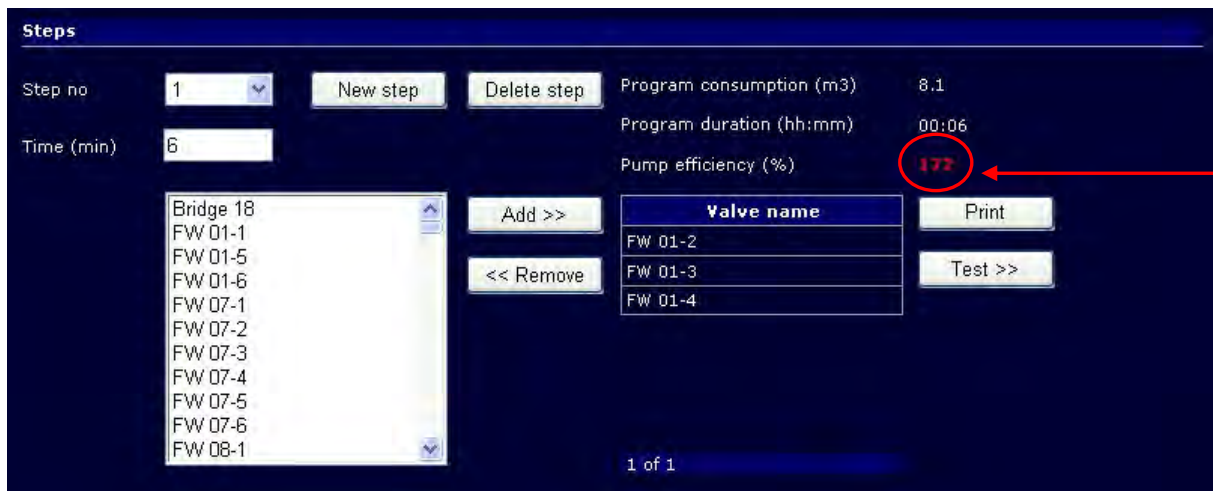 Steps
Step no 1 New step Delete step Program consumption (m3) 8.1
Program duration (hh:mm) 00:06
Time (min) 6
Pump efficiency (%) 172
Bridge 18
FW 01-1
FW 01-5
FW 01-6
FW 07-1
FW 07-2
FW 07-3
FW 07-4
FW 07-5
FW 07-6
FW 08-1
Add >>
<< Remove
Valve name
FW 01-2
FW 01-3
FW 01-4
Print
Test >>
1 of 1